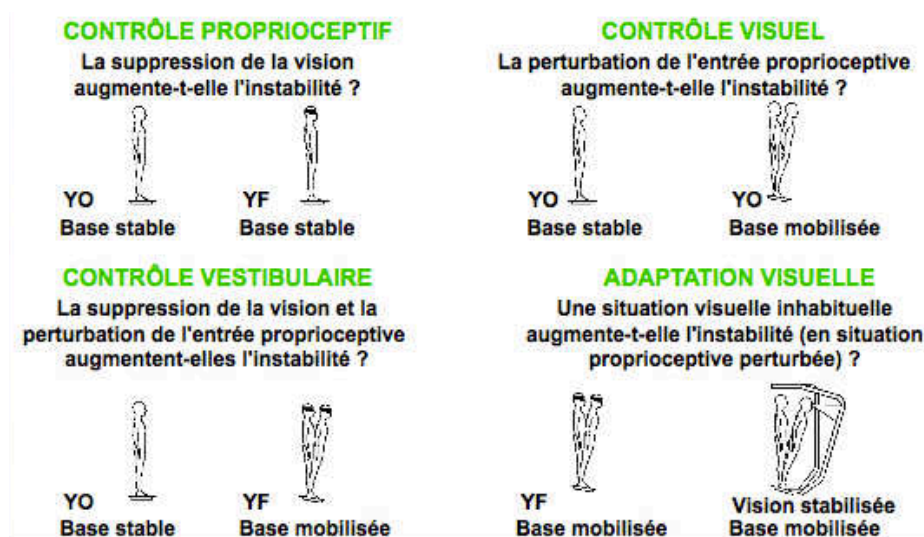 CONTRÔLE PROPRIOCEPTIF
La suppression de la vision
augmente-t-elle l'instabilité ?
YO
YF
Base stable
Base stable
CONTRÔLE VISUEL
La perturbation de l'entrée proprioceptive
augmente-t-elle l'instabilité ?
YO
YO
Base stable
Base mobilisée
CONTRÔLE VESTIBULAIRE
La suppression de la vision et la
perturbation de l'entrée proprioceptive
augmentent-elles l'instabilité ?
YO
YF
Base stable
Base mobilisée
ADAPTATION VISUELLE
Une situation visuelle inhabituelle
augmente-t-elle l'instabilité (en situation
proprioceptive perturbée) ?
YF
Base mobilisée
Vision stabilisée
Base mobilisée